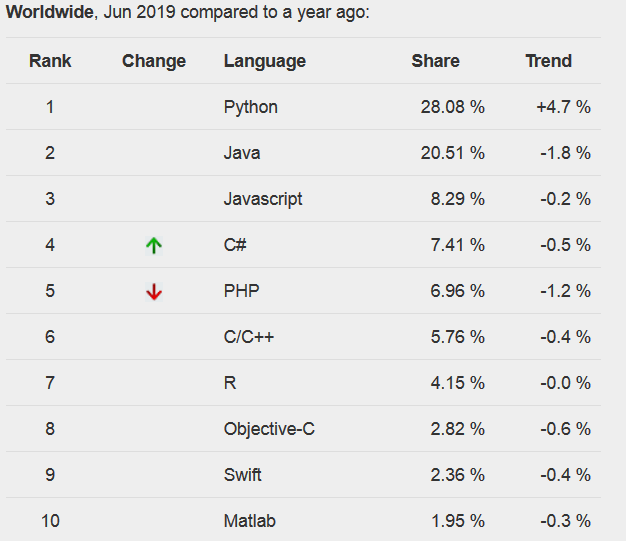 Worldwide, Jun 2019 compared to a year ago:
Rank Change Language Share Trend
1 Python 28.08 % +4.7 %
2 Java 20.51 % -1.8 %
3 Javascript 8.29 % -0.2 %
4 C# 7.41 % -0.5 %
5 PHP 6.96 % -1.2 %
6 C/C++ 5.76 % -0.4 %
7 R 4.15 % -0.0 %
8 Objective-C 2.82 % -0.6 %
9 Swift 2.36 % -0.4 %
10 Matlab 1.95 % -0.3 %